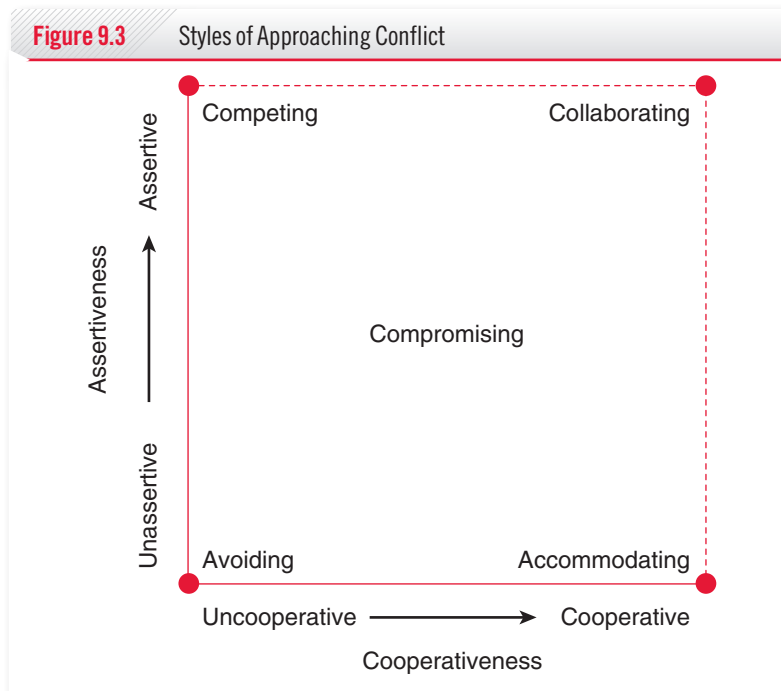 Figure 9.3 Styles of Approaching Conflict
Competing
Collaborating
Assertive
Assertiveness
Compromising
Unassertive
Avoiding
Accommodating
Uncooperative
Cooperative
Cooperativeness